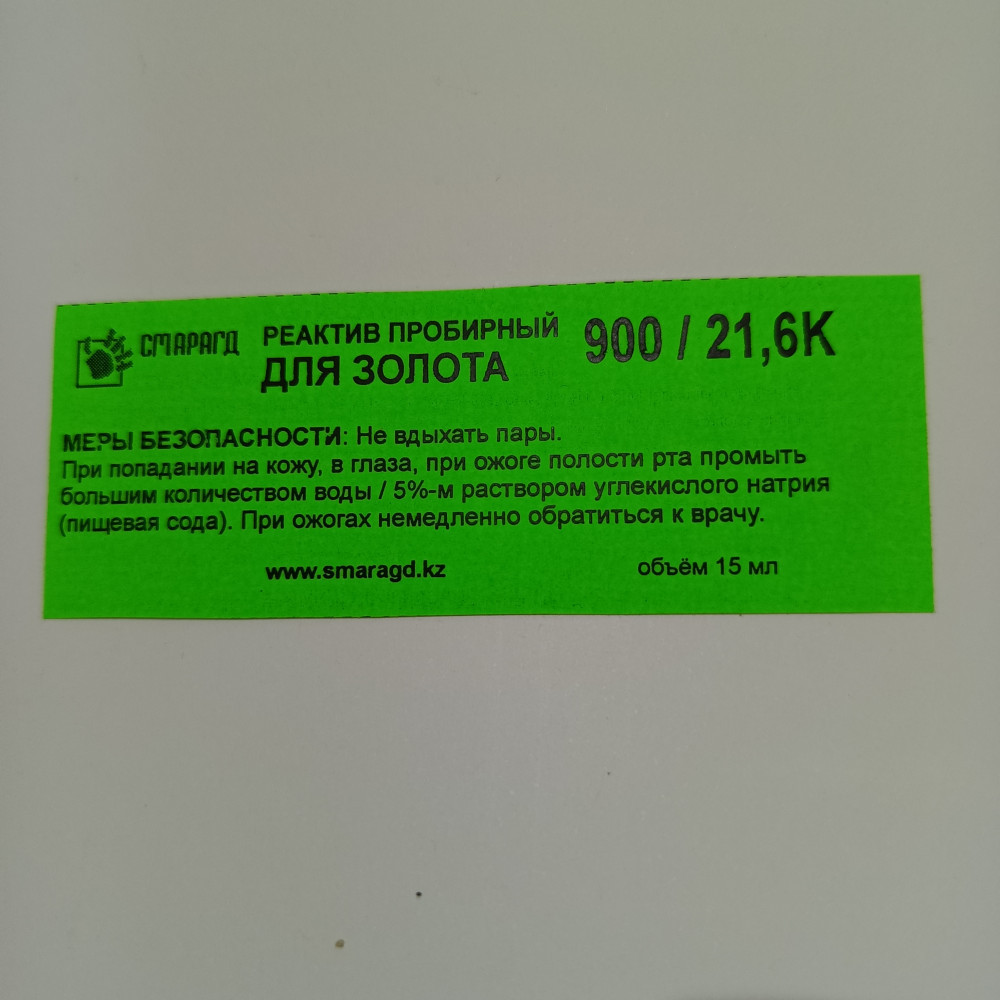 СМАРАГД
РЕАКТИВ ПРОБИРНЫЙ
ДЛЯ ЗОЛОТА
900 / 21,6K
МЕРЫ БЕЗОПАСНОСТИ: Не вдыхать пары.
При попадании на кожу, в глаза, при ожоге полости рта промыть
большим количеством воды / 5%-м раствором углекислого натрия
(пищевая сода). При ожогах немедленно обратиться к врачу.
www.smaragd.kz
объём 15 мл